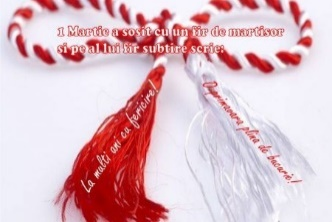 1 Martie a sosit cu un fir de martisor
si pe al lui fir subtire scrie:
La multi ani cu fericire!
Oprimavera plina de bucurie!